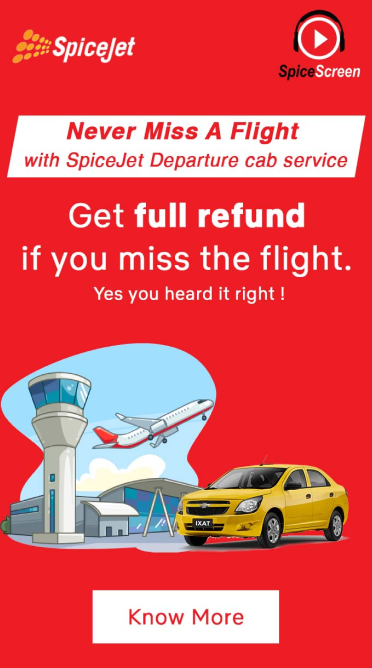 SpiceJet
SpiceScreen
Never Miss A Flight
with SpiceJet Departure cab service
Get full refund
if you miss the flight.
Yes you heard it right !
IXAT
Know More